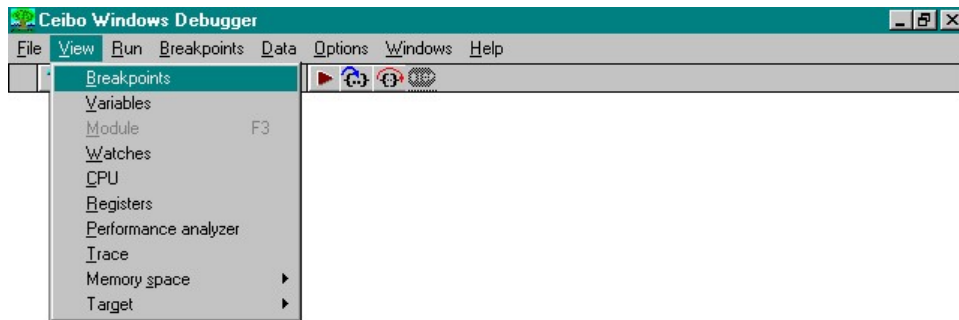 Ceibo Windows Debugger
File View Run Breakpoints Data Options Windows Help
Breakpoints
Variables
Module F3
Watches
CPU
Registers
Performance analyzer
Trace
Memory space
Target